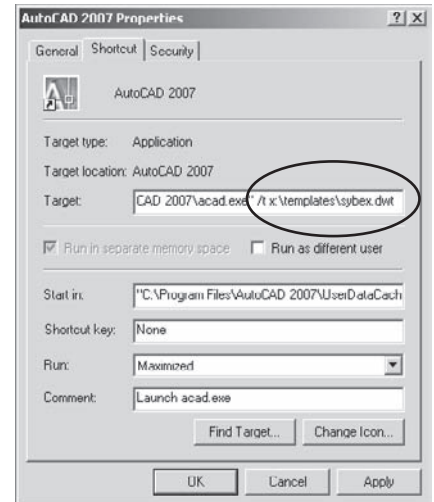 AutoCAD 2007 Properties
General Shortcut Security
AutoCAD 2007
Target type: Application
Target location: AutoCAD 2007
Target: CAD 2007\acad.exe" /t x:\templates\sybex.dwt
Run in separate memory space Run as different user
Start in: "C:\Program Files\AutoCAD 2007\UserDataCach
Shortcut key: None
Run: Maximized
Comment: Launch acad.exe
Find Target... Change Icon...
OK Cancel Apply